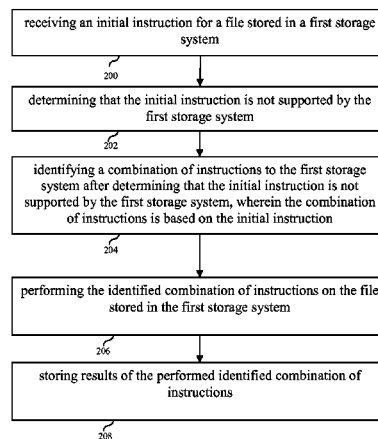 receiving an initial instruction for a file stored in a first storage
system
200
determining that the initial instruction is not supported by the
first storage system
202
identifying a combination of instructions to the first storage
system after determining that the initial instruction is not
supported by the first storage system, wherein the combination
of instructions is based on the initial instruction
204
performing the identified combination of instructions on the file
stored in the first storage system
206
storing results of the performed identified combination of
instructions
208